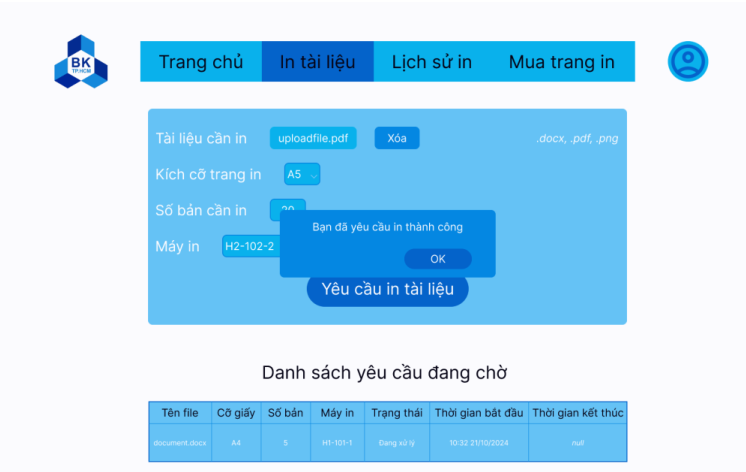 BK
TP.HCM
Trang chủ In tài liệu Lịch sử in Mua trang in
Tài liệu cần in uploadfile.pdf Xóa .docx, .pdf, .png
Kích cỡ trang in A5
Số bản cần in 20
Bạn đã yêu cầu in thành công
Máy in H2-102-2
OK
Yêu cầu in tài liệu
Danh sách yêu cầu đang chờ
Tên file Cỡ giấy Số bản Máy in Trạng thái Thời gian bắt đầu Thời gian kết thúc
document.docx A4 5 H1-101-1 Đang xử lý 10:32 21/10/2024 null